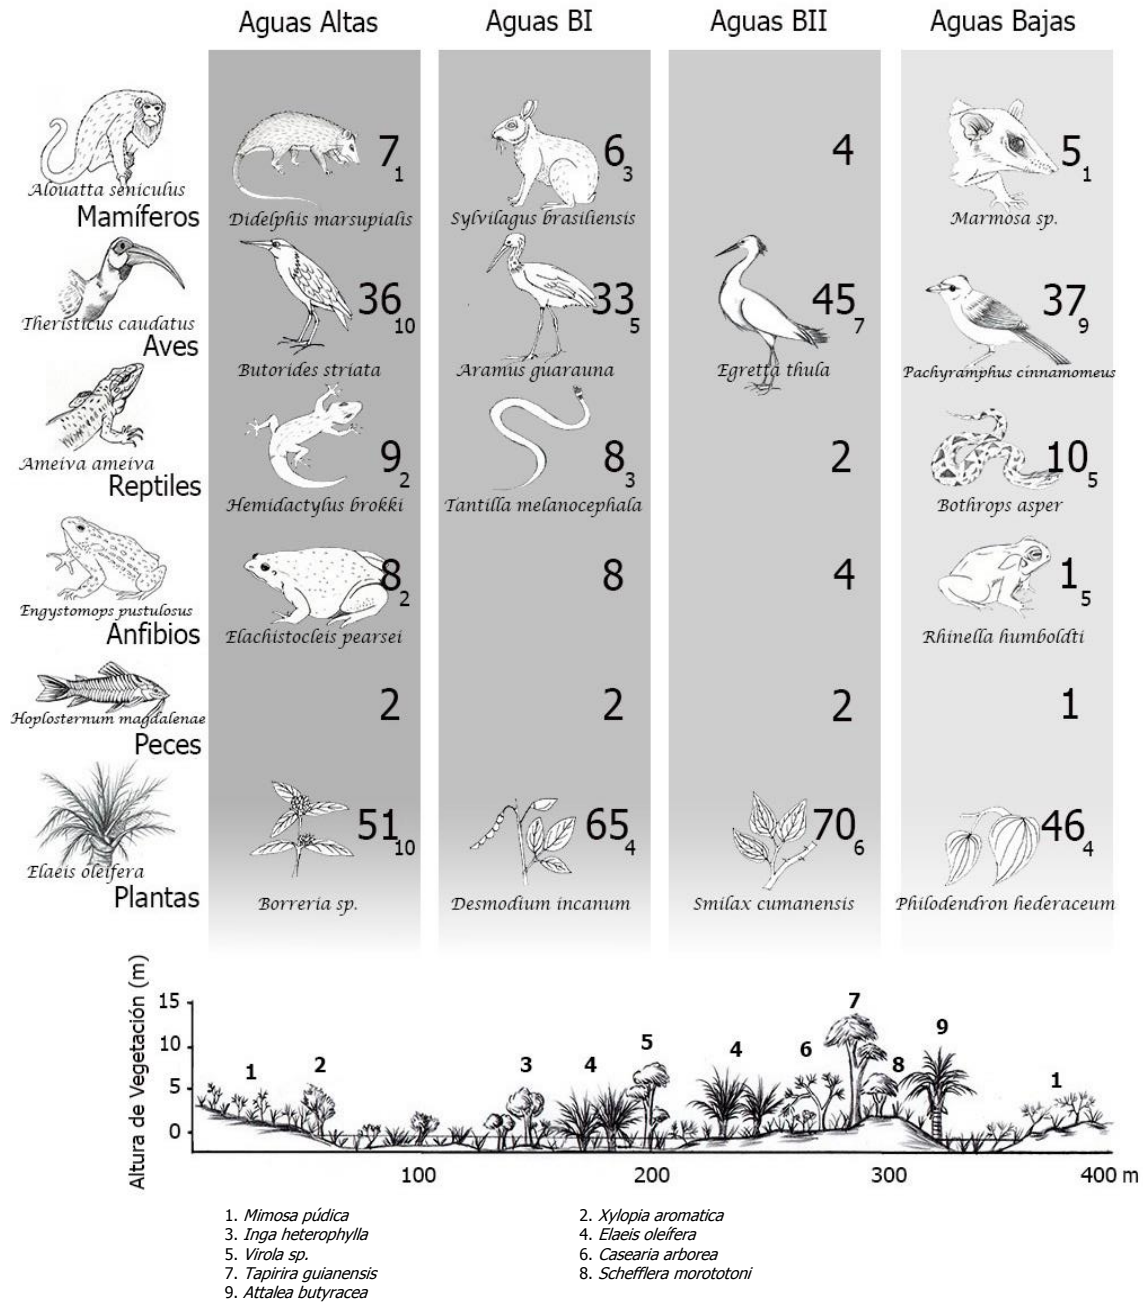 Aguas Altas Aguas BI Aguas BII Aguas Bajas
7 1 6 3 4 5 1
Alouatta seniculus
Mamíferos Didelphis marsupialis Sylvilagus brasiliensis Marmosa sp.
36 10 33 5 45 7 37 9
Theristicus caudatus
Aves Butorides striata Aramus guarauna Egretta thula Pachyramphus cinnamomeus
9 2 8 3 2 10 5
Ameiva ameiva
Reptiles Hemidactylus brokki Tantilla melanocephala Bothrops asper
8 2 8 4 1 5
Engystomops pustulosus
Anfibios Elachistocleis pearsei Rhinella humboldti
2 2 2 1
Hoplosternum magdalenae
Peces
51 10 65 4 70 6 46 4
Elaeis oleifera
Plantas Borreria sp. Desmodium incanum Smilax cumanensis Philodendron hederaceum
Altura de Vegetación (m)
15
10
5
0
1 2 3 4 5 4 6 7 8 9 1
100 200 300 400 m
1. Mimosa púdica 2. Xylopia aromatica
3. Inga heterophylla 4. Elaeis oleífera
5. Virola sp. 6. Casearia arborea
7. Tapirira guianensis 8. Schefflera morototoni
9. Attalea butyracea